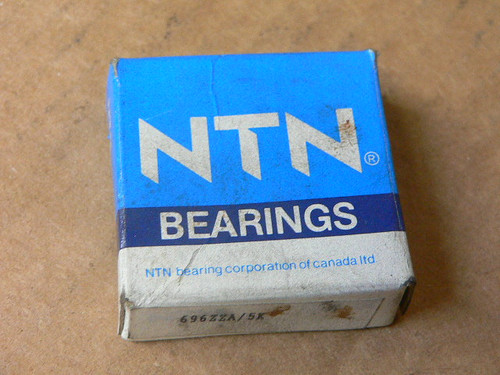 NTN®
BEARINGS
NTN bearing corporation of canada ltd
696ZZA/5K